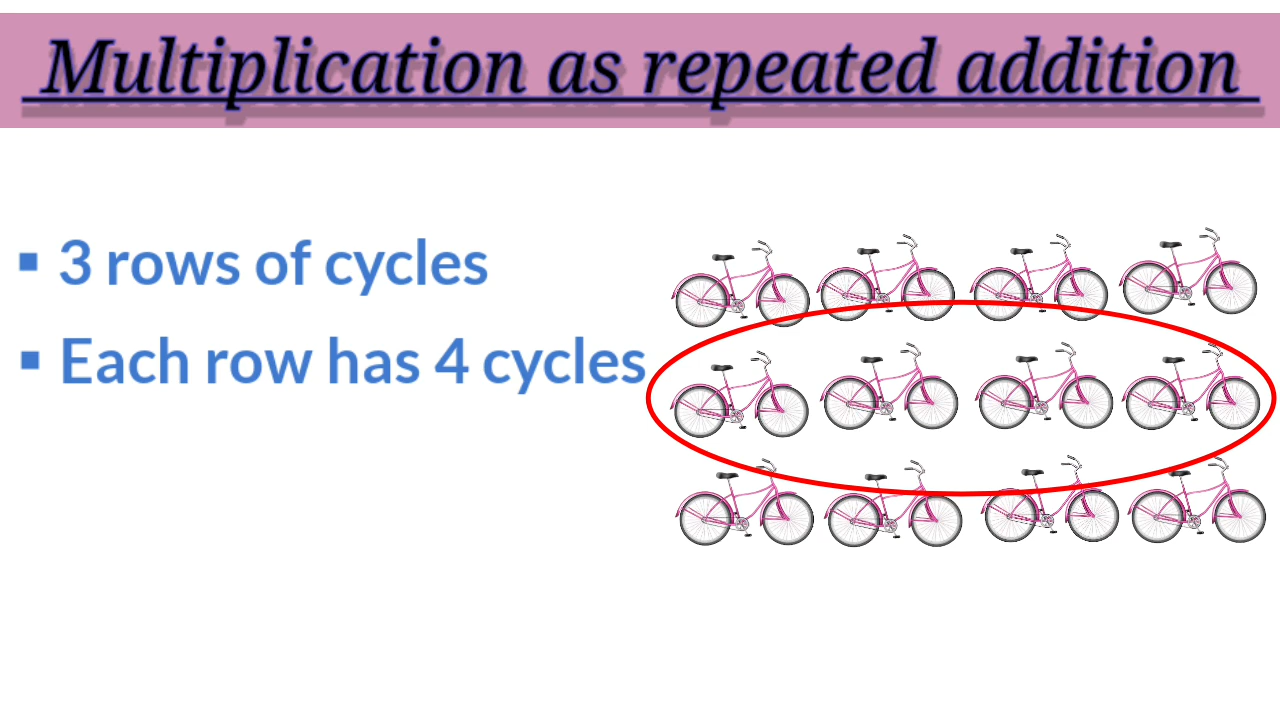 Multiplication as repeated addition
▪ 3 rows of cycles
▪ Each row has 4 cycles